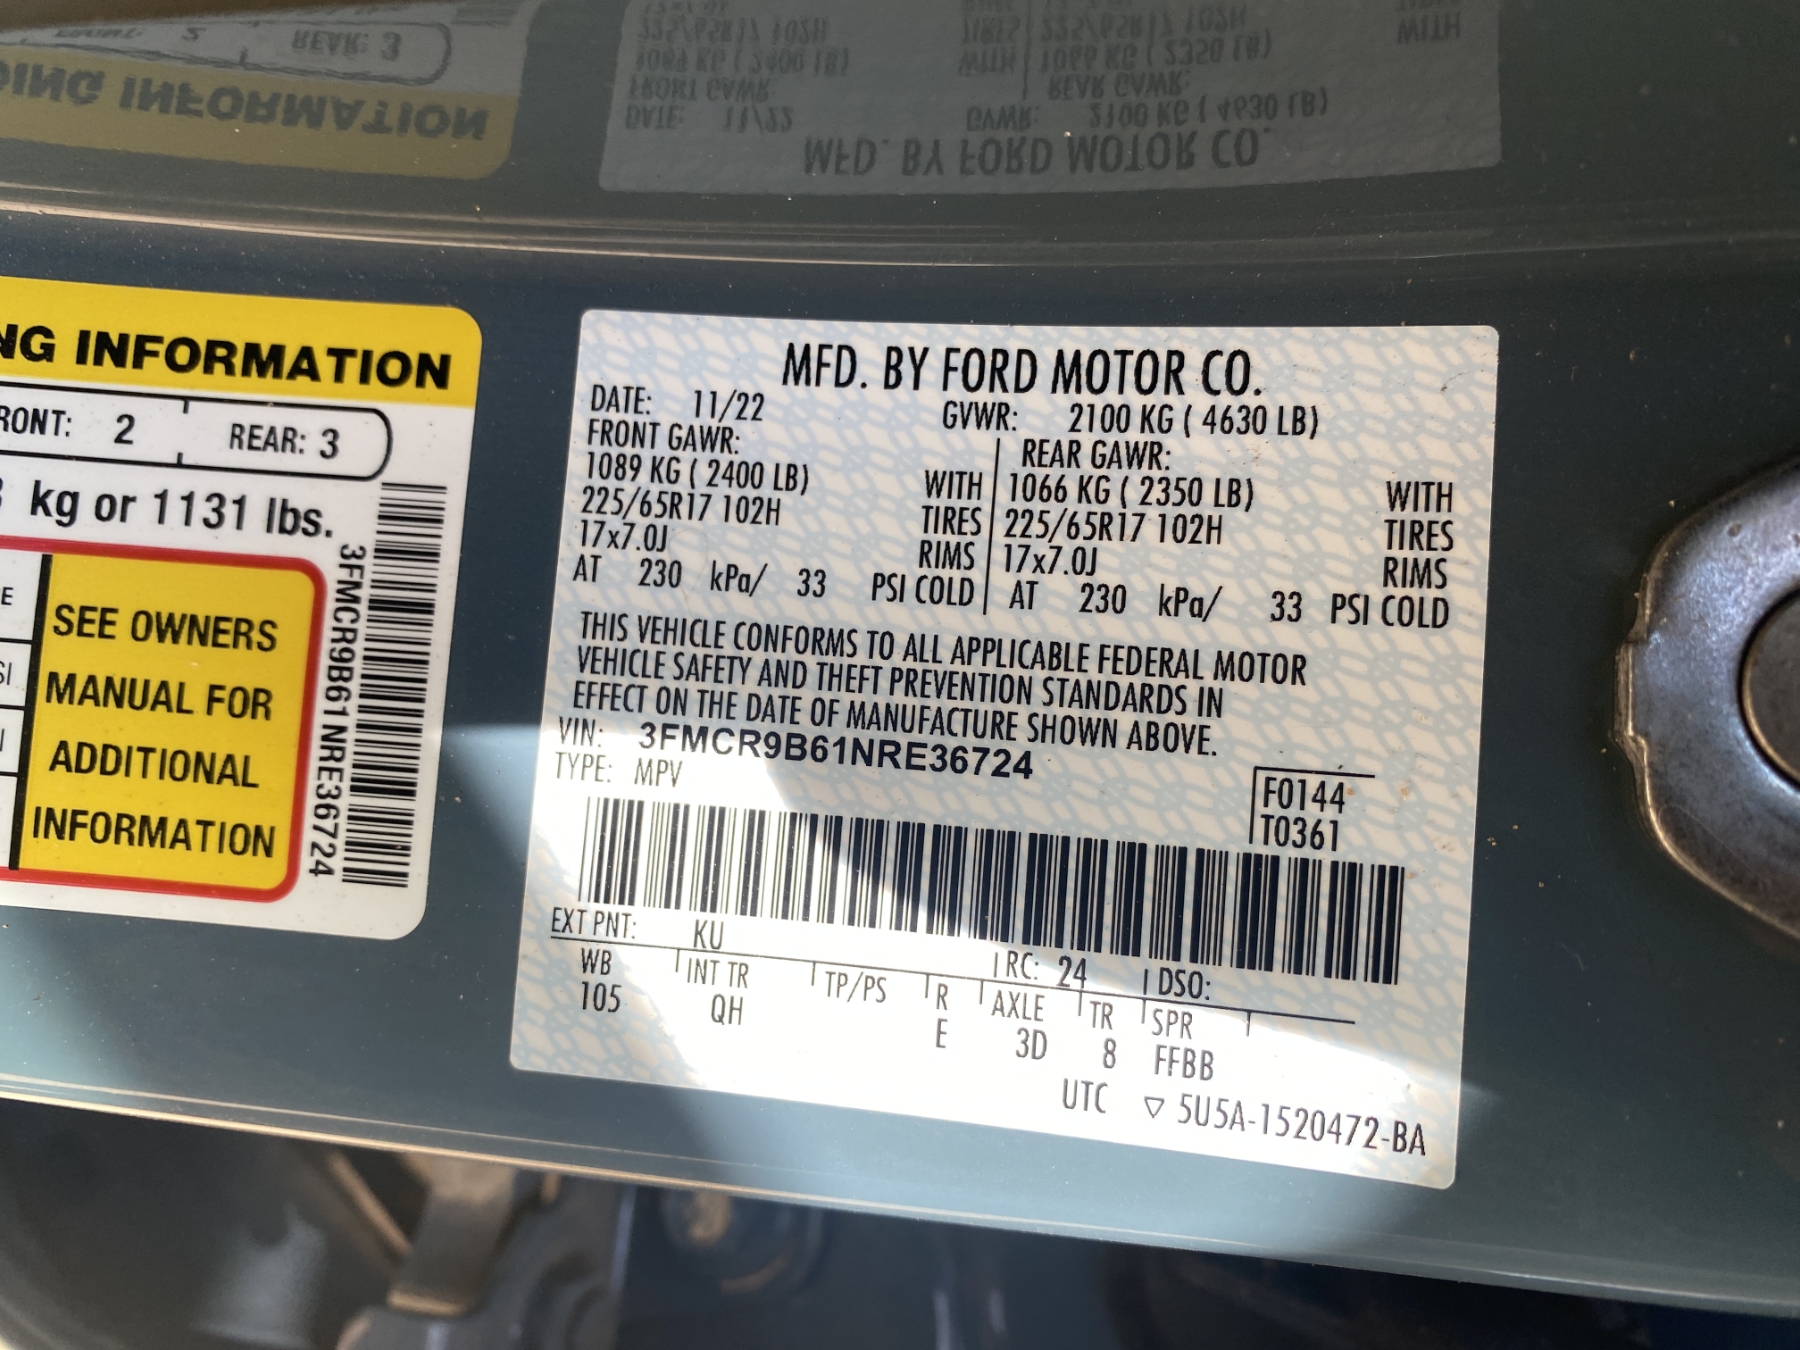 NG INFORMATION
RONT: 2 REAR: 3
kg or 1131 lbs.
SEE OWNERS
MANUAL FOR
ADDITIONAL
INFORMATION
3FMCR9B61NRE36724
MFD. BY FORD MOTOR CO.
DATE: 11/22 GVWR: 2100 KG ( 4630 LB)
FRONT GAWR: REAR GAWR:
1089 KG ( 2400 LB) WITH 1066 KG ( 2350 LB) WITH
225/65R17 102H TIRES 225/65R17 102H TIRES
17x7.0J RIMS 17x7.0J RIMS
AT 230 kPa/ 33 PSI COLD AT 230 kPa/ 33 PSI COLD
THIS VEHICLE CONFORMS TO ALL APPLICABLE FEDERAL MOTOR
VEHICLE SAFETY AND THEFT PREVENTION STANDARDS IN
EFFECT ON THE DATE OF MANUFACTURE SHOWN ABOVE.
VIN: 3FMCR9B61NRE36724
TYPE: MPV
F0144
T0361
EXT PNT: KU RC: 24 DSO:
WB INT TR TP/PS R AXLE TR SPR
105 QH E 3D 8 FFBB
UTC ▽ 5U5A-1520472-BA